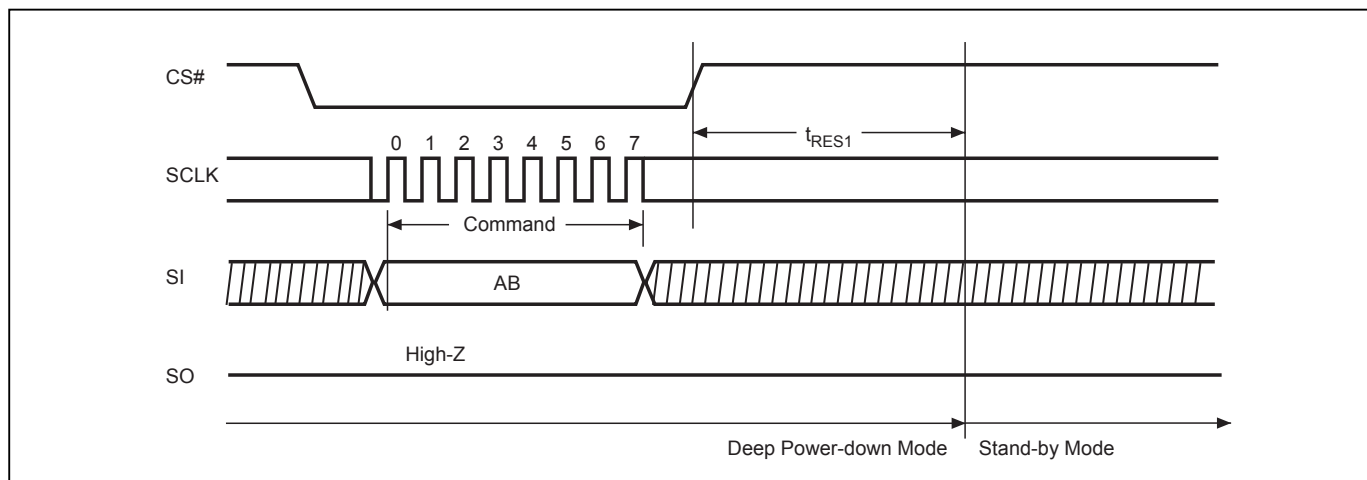 CS#
tRES1
0 1 2 3 4 5 6 7
SCLK
Command
SI
AB
High-Z
SO
Deep Power-down Mode Stand-by Mode